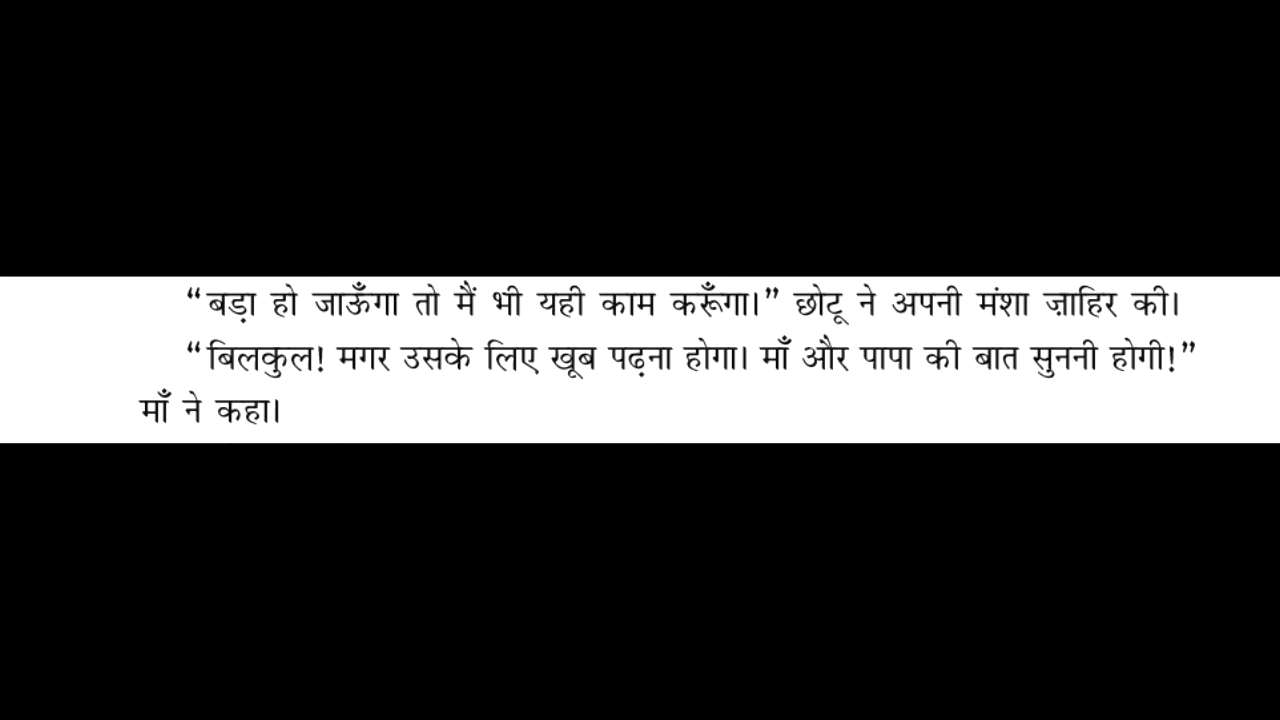 “बड़ा हो जाऊँगा तो मैं भी यही काम करूँगा।” छोटू ने अपनी मंशा ज़ाहिर की।
“बिलकुल! मगर उसके लिए खूब पढ़ना होगा। माँ और पापा की बात सुननी होगी!”
माँ ने कहा।